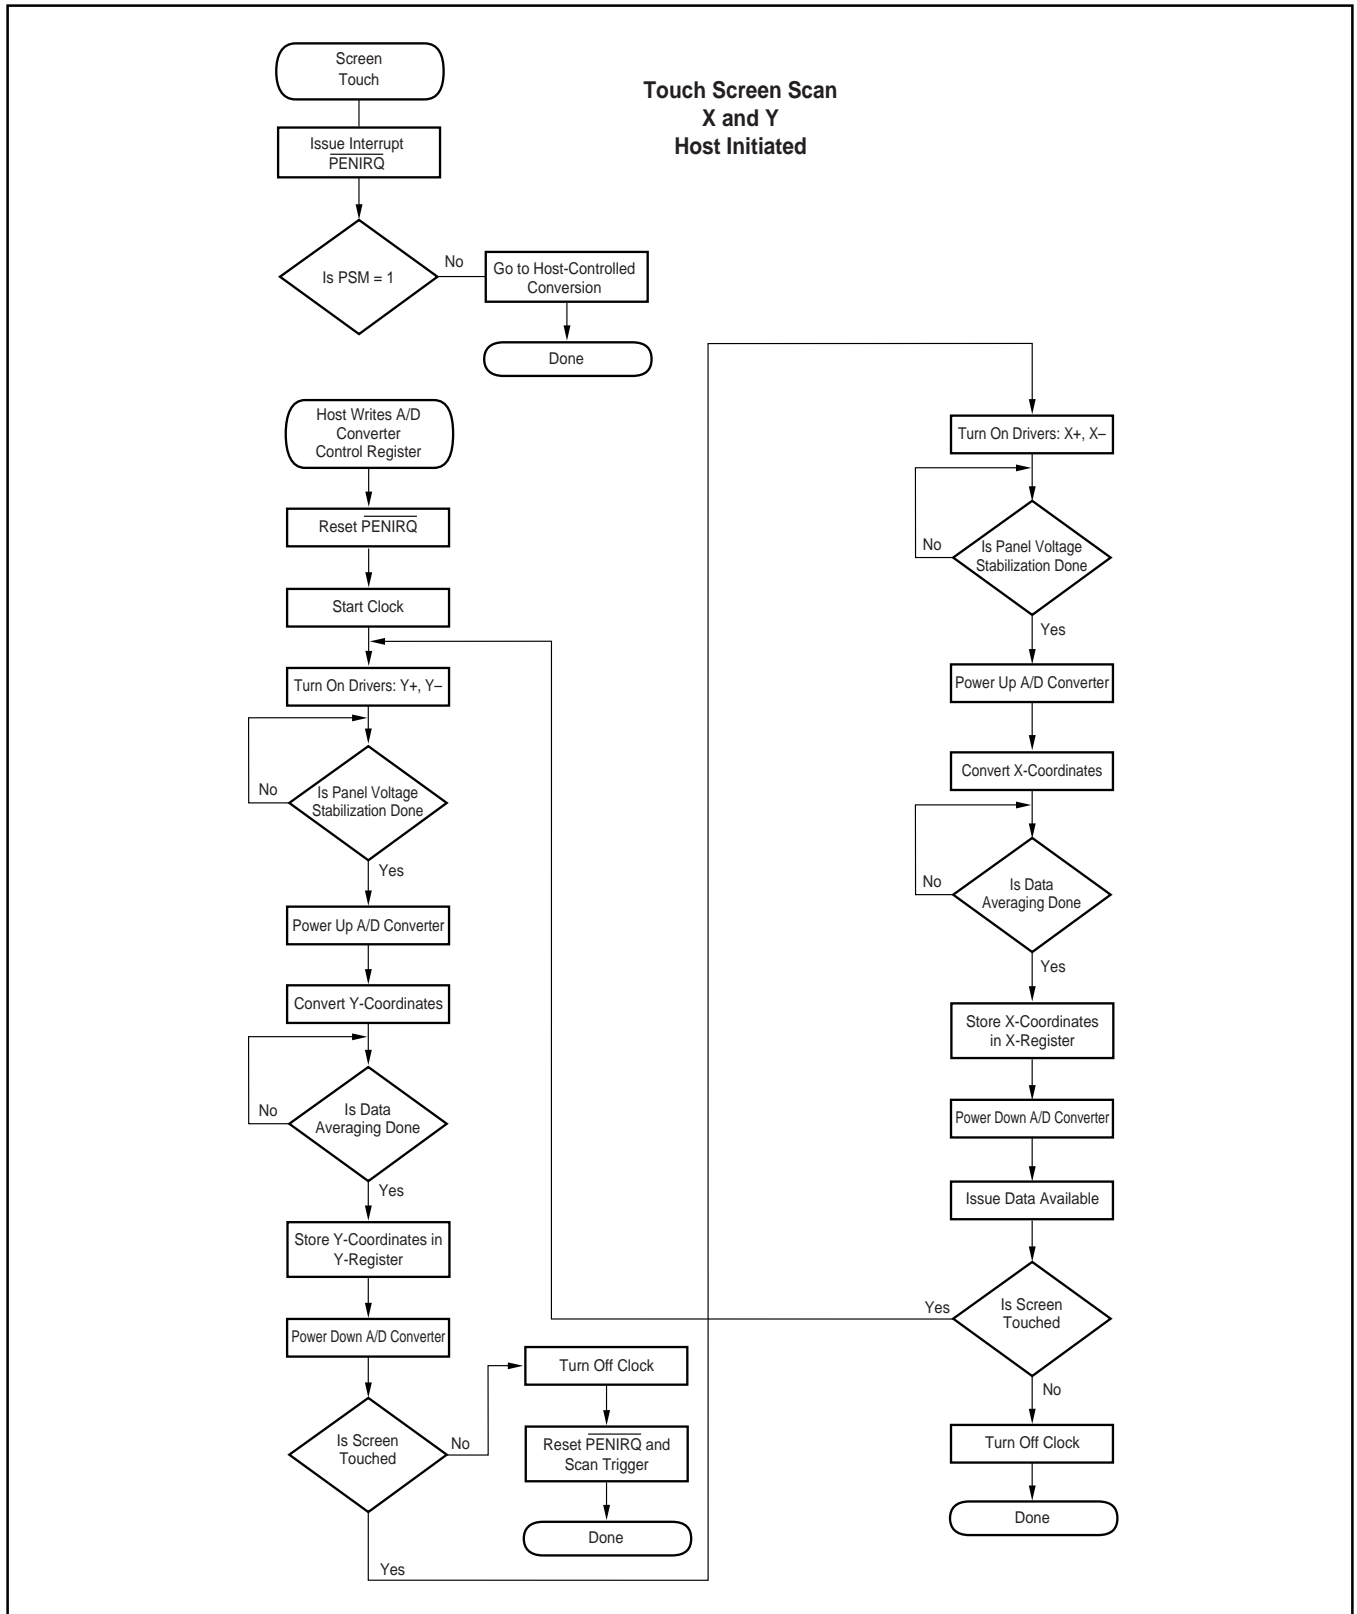 Touch Screen Scan
X and Y
Host Initiated
Screen
Touch
Issue Interrupt
PENIRQ
Is PSM = 1
No
Go to Host-Controlled
Conversion
Done
Host Writes A/D
Converter
Control Register
Reset PENIRQ
Start Clock
Turn On Drivers: Y+, Y–
Is Panel Voltage
Stabilization Done
No
Yes
Power Up A/D Converter
Convert Y-Coordinates
Is Data
Averaging Done
No
Yes
Store Y-Coordinates in
Y-Register
Power Down A/D Converter
Is Screen
Touched
No
Yes
Turn Off Clock
Reset PENIRQ and
Scan Trigger
Done
Turn On Drivers: X+, X–
Is Panel Voltage
Stabilization Done
No
Yes
Power Up A/D Converter
Convert X-Coordinates
Is Data
Averaging Done
No
Yes
Store X-Coordinates
in X-Register
Power Down A/D Converter
Issue Data Available
Is Screen
Touched
Yes
No
Turn Off Clock
Done